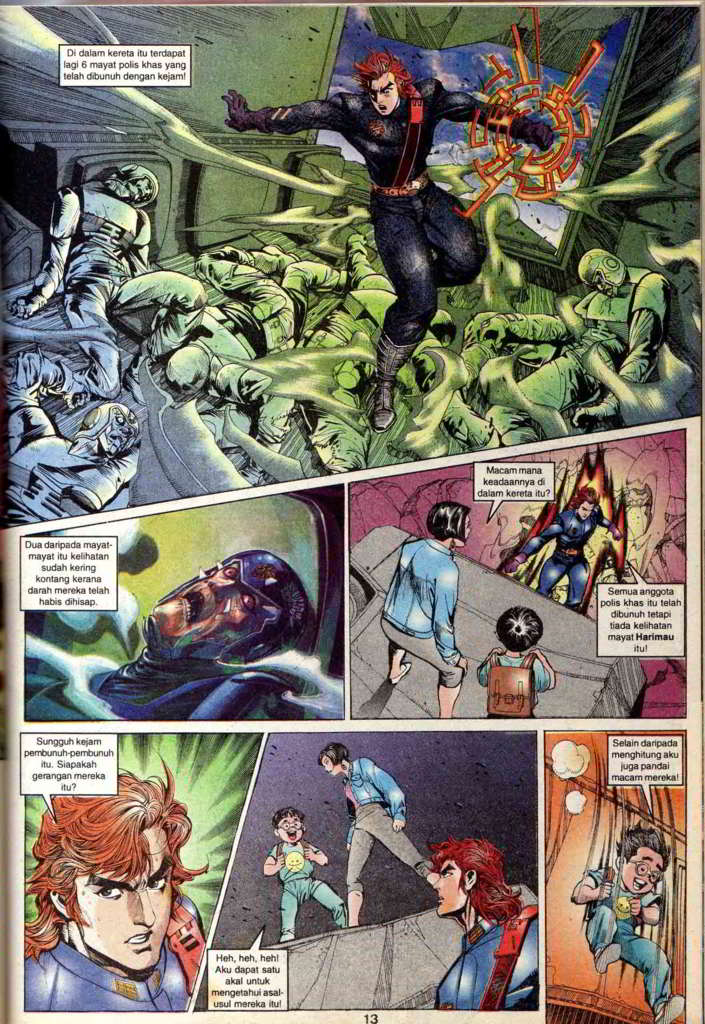 Di dalam kereta itu terdapat
lagi 6 mayat polis khas yang
telah dibunuh dengan kejam!
Macam mana
keadaannya di
dalam kereta itu?
Dua daripada mayat-
mayat itu kelihatan
sudah kering
kontang kerana
darah mereka telah
habis dihisap.
Semua anggota
polis khas itu telah
dibunuh tetapi
tiada kelihatan
mayat Harimau
itu!
Sungguh kejam
pembunuh-pembunuh
itu. Siapakah
gerangan mereka
itu?
Heh, heh, heh!
Aku dapat satu
akal untuk
mengetahui asal-
usul mereka itu!
Selain daripada
menghitung aku
juga pandai
macam mereka!
13